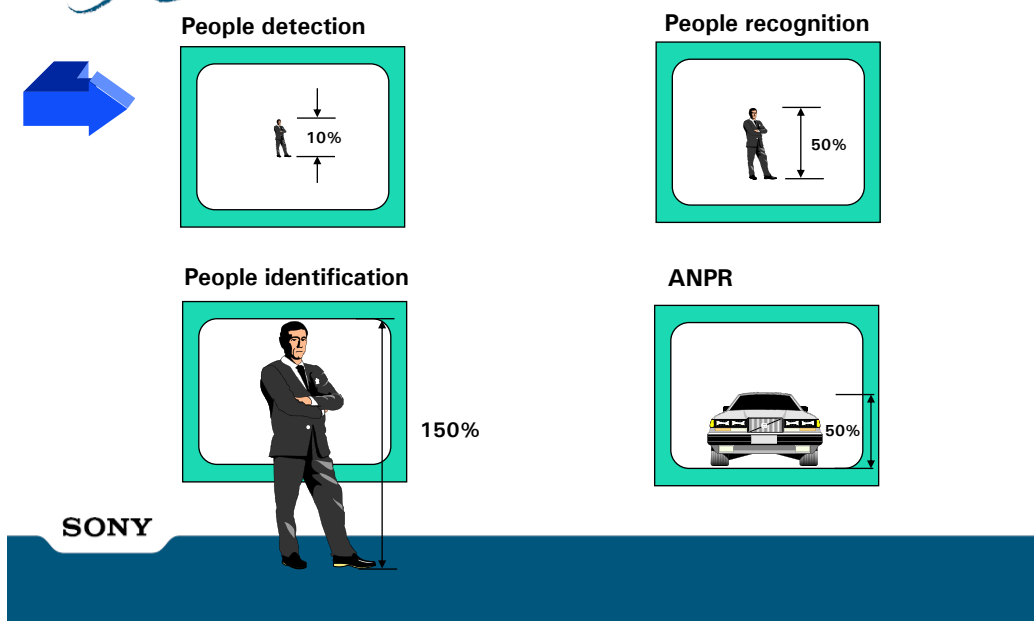 People detection
People recognition
10%
50%
People identification
ANPR
150%
50%
SONY